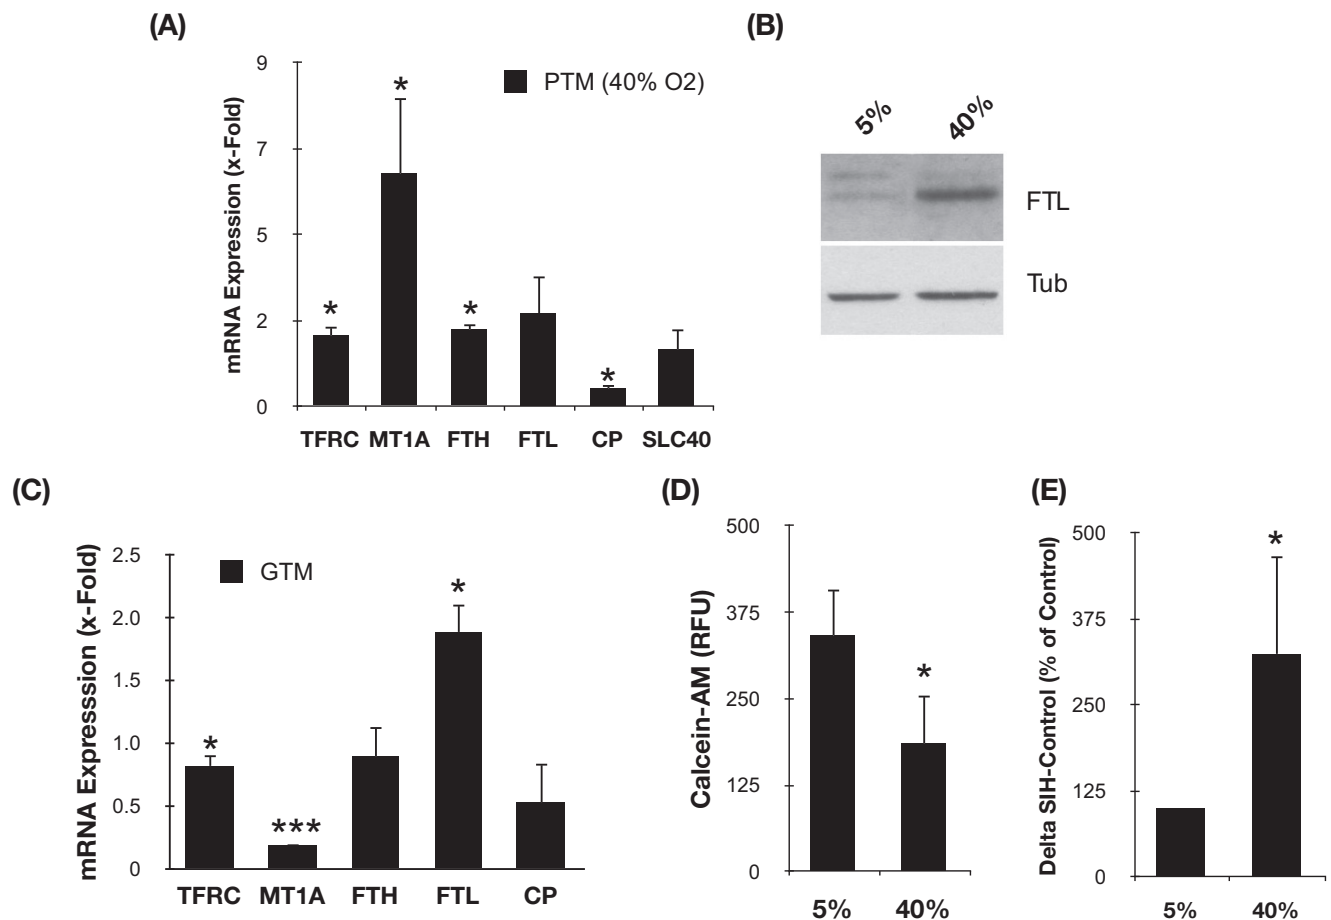 (A)
mRNA Expression (x-Fold)
9
7
5
2
0
PTM (40% O2)
*
*
*
*
TFRC MT1A FTH FTL CP SLC40
(B)
5% 40%
FTL
Tub
(C)
mRNA Expresssion (x-Fold)
2.5
2.0
1.5
1.0
0.5
0
GTM
*
***
*
TFRC MT1A FTH FTL CP
(D)
Calcein-AM (RFU)
500
375
250
125
0
*
5% 40%
(E)
Delta SIH-Control (% of Control)
500
375
250
125
0
*
5% 40%